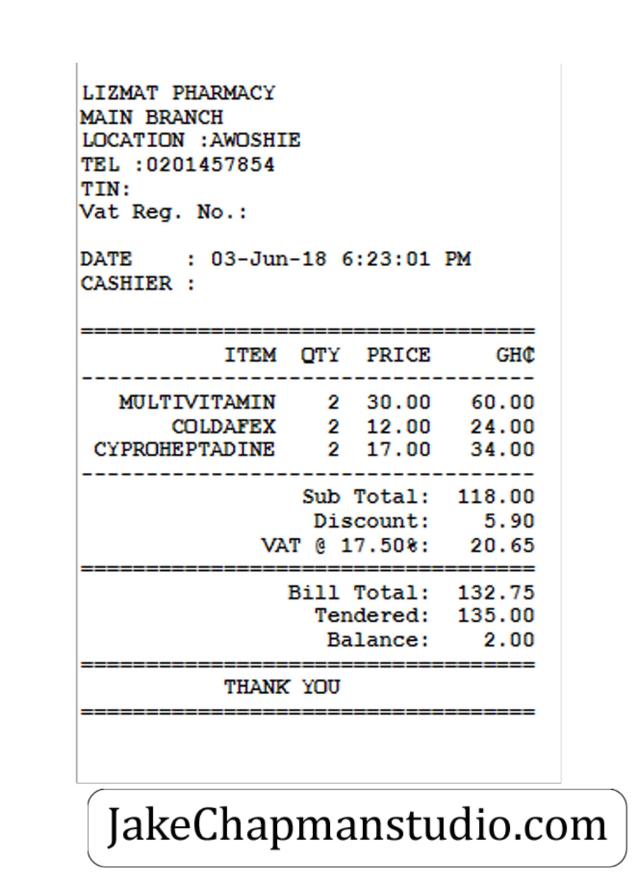 LIZMAT PHARMACY
MAIN BRANCH
LOCATION :AWOSHIE
TEL :0201457854
TIN:
Vat Reg. No.:
DATE : 03-Jun-18 6:23:01 PM
CASHIER :
===================================
ITEM QTY PRICE GH₵
-----------------------------------
MULTIVITAMIN 2 30.00 60.00
COLDAFEX 2 12.00 24.00
CYPROHEPTADINE 2 17.00 34.00
-----------------------------------
Sub Total: 118.00
Discount: 5.90
VAT @ 17.50%: 20.65
===================================
Bill Total: 132.75
Tendered: 135.00
Balance: 2.00
===================================
THANK YOU
===================================
JakeChapmanstudio.com